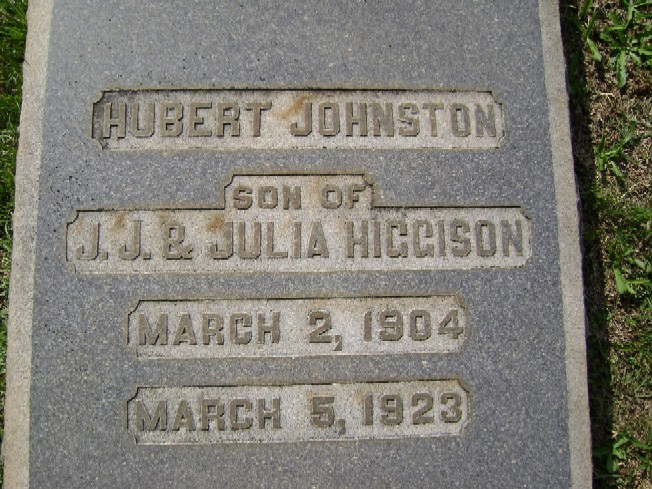 HUBERT JOHNSTON
SON OF
J. J. & JULIA HIGGISON
MARCH 2, 1904
MARCH 5, 1923